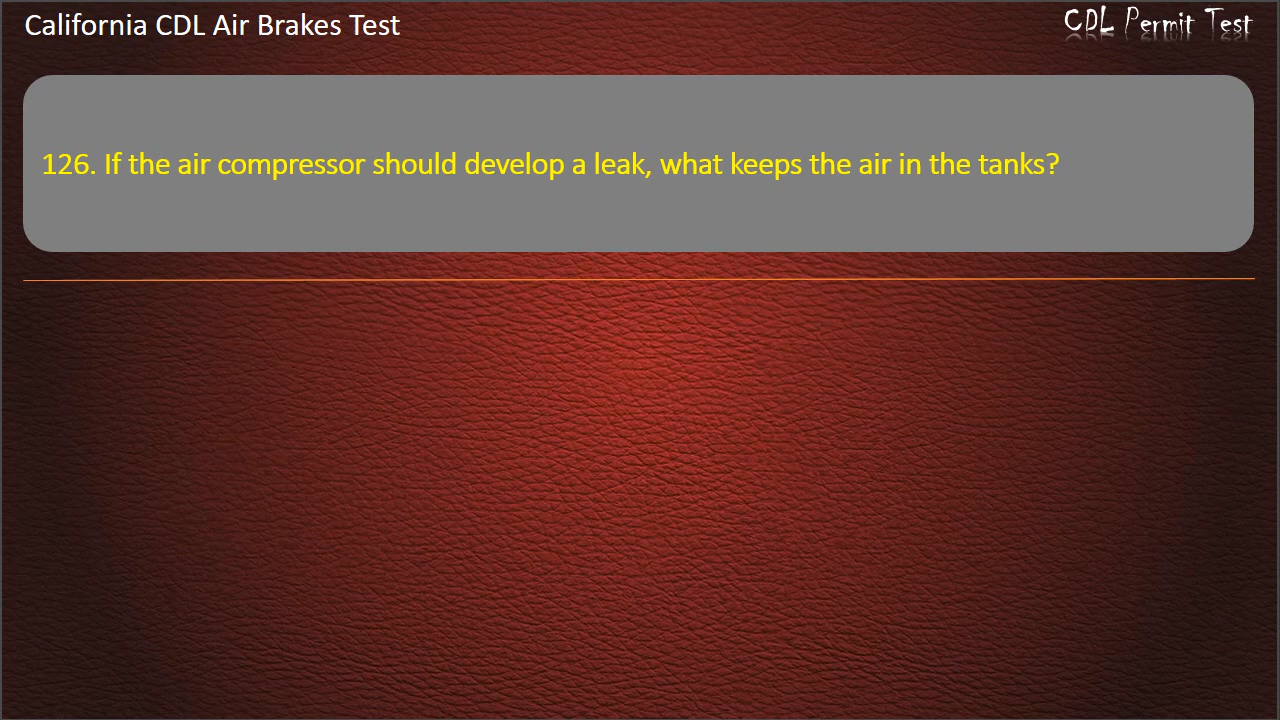 California CDL Air Brakes Test
CDL Permit Test
126. If the air compressor should develop a leak, what keeps the air in the tanks?